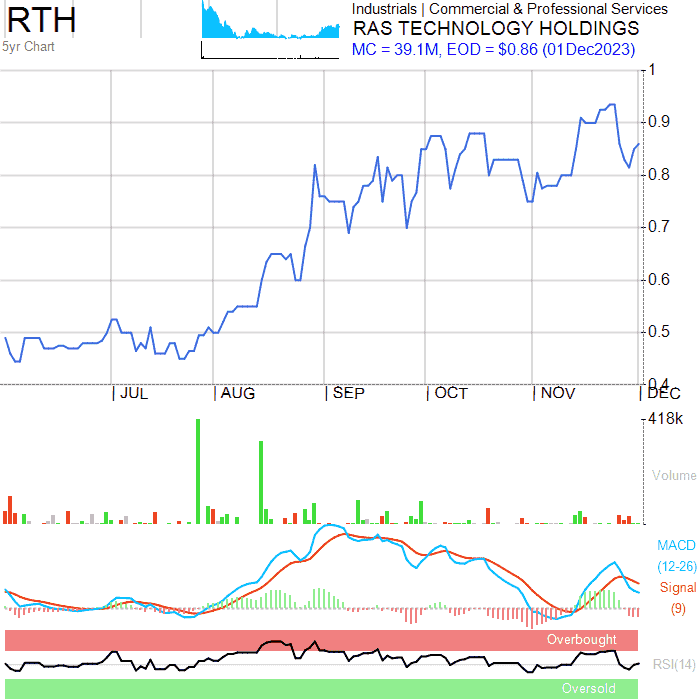 RTH
5yr Chart
Industrials | Commercial & Professional Services
RAS TECHNOLOGY HOLDINGS
MC = 39.1M, EOD = $0.86 (01Dec2023)
1
0.9
0.8
0.7
0.6
0.5
0.4
| JUL | AUG | SEP | OCT | NOV | DEC
418k
Volume
MACD
(12-26)
Signal
(9)
Overbought
RSI(14)
Oversold